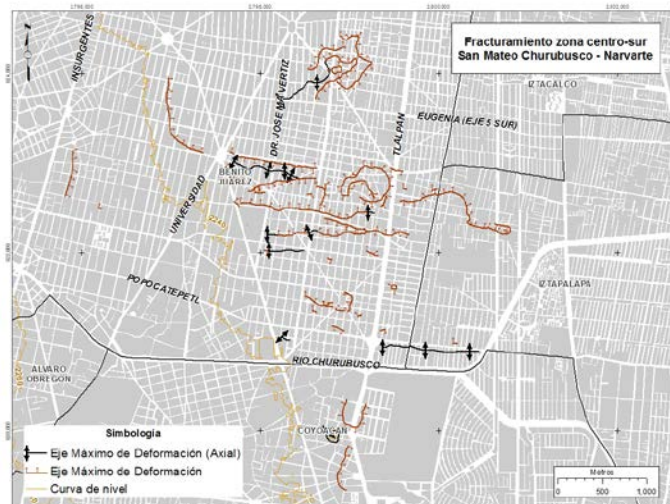 Fracturamiento zona centro-sur
San Mateo Churubusco - Narvarte
INSURGENTES
DR. JOSE MA VERTIZ
IZTACALCO
EUGENIA (EJE 5 SUR)
TLALPAN
BENITO
JUÁREZ
UNIVERSIDAD
2240
POPOCATEPETL
IZTAPALAPA
RIO CHURUBUSCO
ALVARO
OBREGON
COYOACAN
Simbología
Eje Máximo de Deformación (Axial)
Eje Máximo de Deformación
Curva de nivel
Metros
0 500 1,000